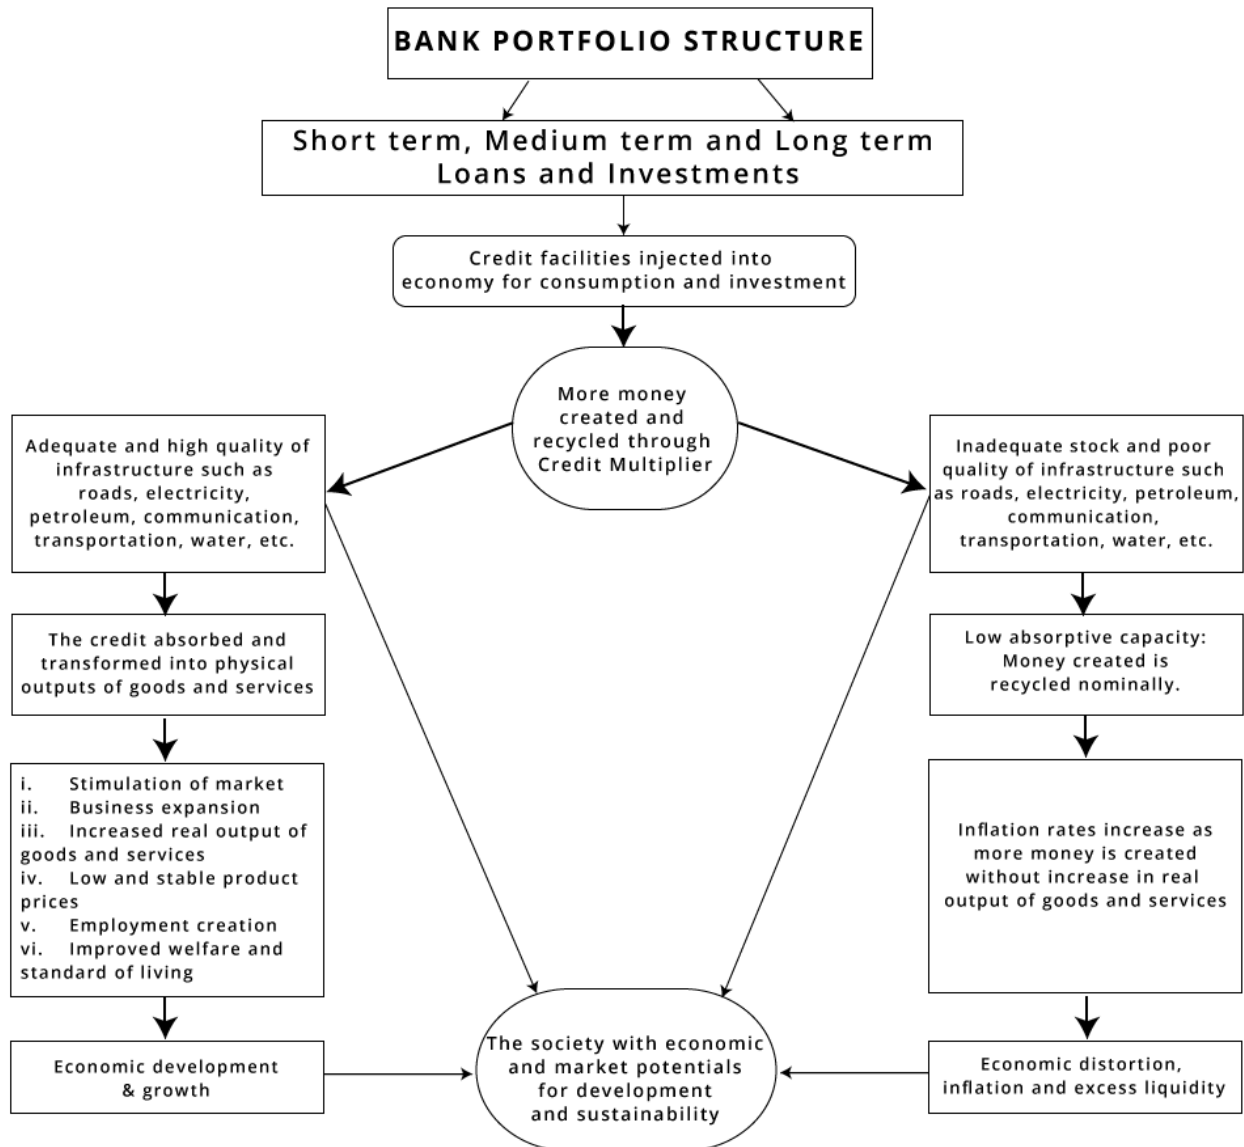 BANK PORTFOLIO STRUCTURE
Short term, Medium term and Long term
Loans and Investments
Credit facilities injected into
economy for consumption and investment
More money
created and
recycled through
Credit Multiplier
Adequate and high quality of
infrastructure such as
roads, electricity,
petroleum, communication,
transportation, water, etc.
Inadequate stock and poor
quality of infrastructure such
as roads, electricity, petroleum,
communication,
transportation, water, etc.
The credit absorbed and
transformed into physical
outputs of goods and services
Low absorptive capacity:
Money created is
recycled nominally.
i. Stimulation of market
ii. Business expansion
iii. Increased real output of
goods and services
iv. Low and stable product
prices
v. Employment creation
vi. Improved welfare and
standard of living
Inflation rates increase as
more money is created
without increase in real
output of goods and services
Economic development
& growth
The society with economic
and market potentials
for development
and sustainability
Economic distortion,
inflation and excess liquidity